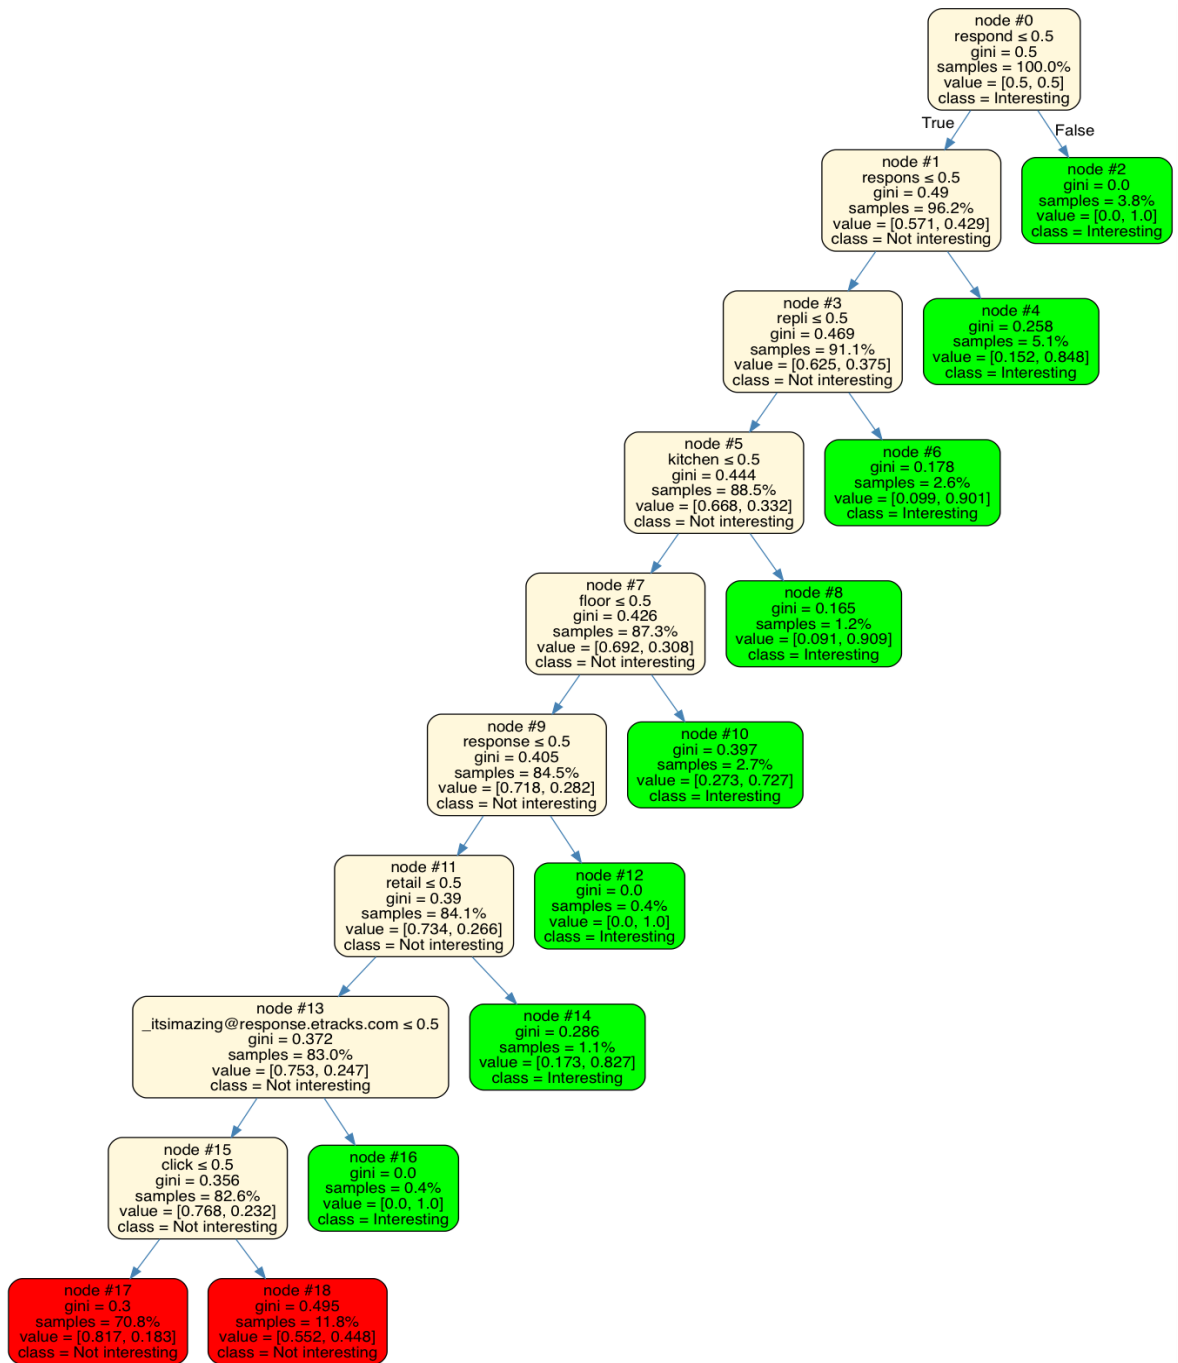 node #0
respond ≤ 0.5
gini = 0.5
samples = 100.0%
value = [0.5, 0.5]
class = Interesting
True
False
node #1
respons ≤ 0.5
gini = 0.49
samples = 96.2%
value = [0.571, 0.429]
class = Not interesting
node #2
gini = 0.0
samples = 3.8%
value = [0.0, 1.0]
class = Interesting
node #3
repli ≤ 0.5
gini = 0.469
samples = 91.1%
value = [0.625, 0.375]
class = Not interesting
node #4
gini = 0.258
samples = 5.1%
value = [0.152, 0.848]
class = Interesting
node #5
kitchen ≤ 0.5
gini = 0.444
samples = 88.5%
value = [0.668, 0.332]
class = Not interesting
node #6
gini = 0.178
samples = 2.6%
value = [0.099, 0.901]
class = Interesting
node #7
floor ≤ 0.5
gini = 0.426
samples = 87.3%
value = [0.692, 0.308]
class = Not interesting
node #8
gini = 0.165
samples = 1.2%
value = [0.091, 0.909]
class = Interesting
node #9
response ≤ 0.5
gini = 0.405
samples = 84.5%
value = [0.718, 0.282]
class = Not interesting
node #10
gini = 0.397
samples = 2.7%
value = [0.273, 0.727]
class = Interesting
node #11
retail ≤ 0.5
gini = 0.39
samples = 84.1%
value = [0.734, 0.266]
class = Not interesting
node #12
gini = 0.0
samples = 0.4%
value = [0.0, 1.0]
class = Interesting
node #13
_itsimazing@response.etracks.com ≤ 0.5
gini = 0.372
samples = 83.0%
value = [0.753, 0.247]
class = Not interesting
node #14
gini = 0.286
samples = 1.1%
value = [0.173, 0.827]
class = Interesting
node #15
click ≤ 0.5
gini = 0.356
samples = 82.6%
value = [0.768, 0.232]
class = Not interesting
node #16
gini = 0.0
samples = 0.4%
value = [0.0, 1.0]
class = Interesting
node #17
gini = 0.3
samples = 70.8%
value = [0.817, 0.183]
class = Not interesting
node #18
gini = 0.495
samples = 11.8%
value = [0.552, 0.448]
class = Not interesting